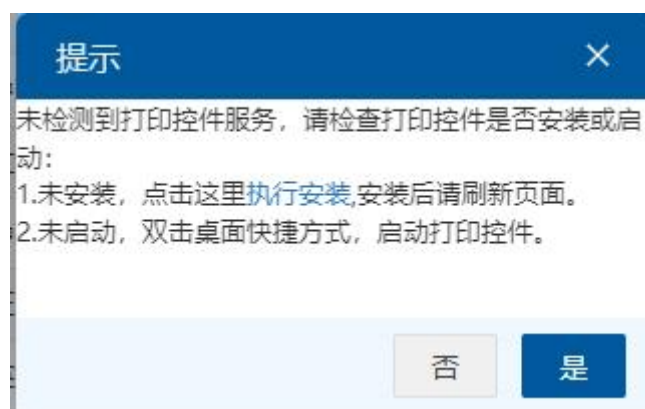 提示
未检测到打印控件服务，请检查打印控件是否安装或启
动：
1.未安装，点击这里执行安装,安装后请刷新页面。
2.未启动，双击桌面快捷方式，启动打印控件。
否
是